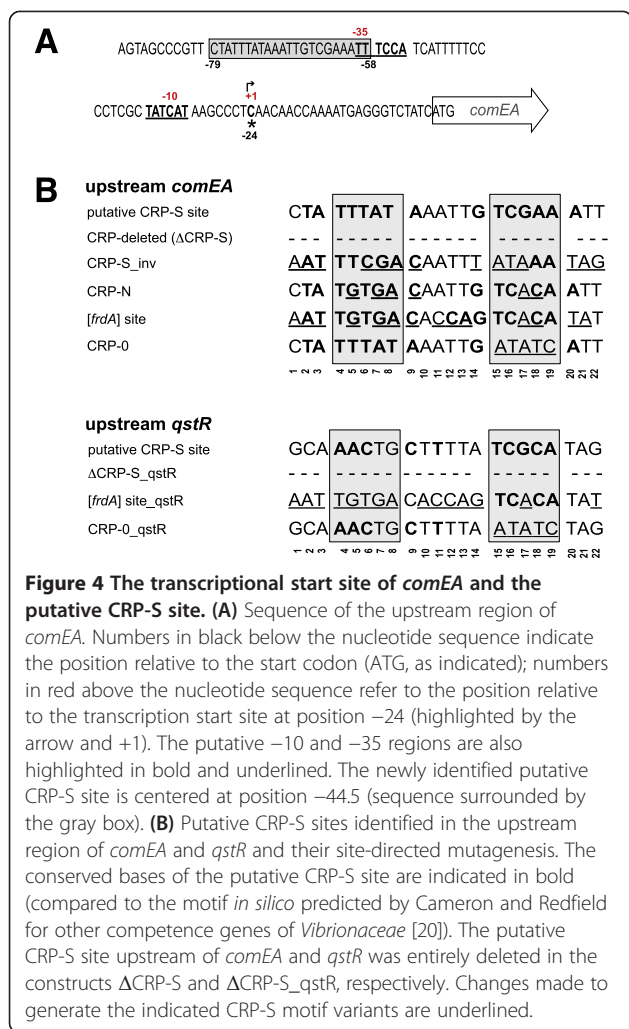 A
-35
AGTAGCCCGTT CTATTTATAAATTGTCGAAATT TCCA TCATTTTTCC
-79 -58
-10 +1
CCTCGC TATCAT AAGCCCTCAACAACCAAAATGAGGGTCTATCATG comEA
*
-24
B
upstream comEA
putative CRP-S site CTA TTTAT AAATTG TCGAA ATT
CRP-deleted (ΔCRP-S) - - - - - - - - - - - - - - - - - - - - - -
CRP-S_inv AAT TTCGA CAATTT ATAAA TAG
CRP-N CTA TGTGA CAATTG TCACA ATT
[frdA] site AAT TGTGA CACCAG TCACA TAT
CRP-0 CTA TTTAT AAATTG ATATC ATT
1 2 3 4 5 6 7 8 9 10 11 12 13 14 15 16 17 18 19 20 21 22
upstream qstR
putative CRP-S site GCA AACTG CTTTTA TCGCA TAG
ΔCRP-S_qstR - - - - - - - - - - - - - - - - - - - - - -
[frdA] site_qstR AAT TGTGA CACCAG TCACA TAT
CRP-0_qstR GCA AACTG CTTTTA ATATC TAG
1 2 3 4 5 6 7 8 9 10 11 12 13 14 15 16 17 18 19 20 21 22
Figure 4 The transcriptional start site of comEA and the
putative CRP-S site. (A) Sequence of the upstream region of
comEA. Numbers in black below the nucleotide sequence indicate
the position relative to the start codon (ATG, as indicated); numbers
in red above the nucleotide sequence refer to the position relative
to the transcription start site at position −24 (highlighted by the
arrow and +1). The putative −10 and −35 regions are also
highlighted in bold and underlined. The newly identified putative
CRP-S site is centered at position −44.5 (sequence surrounded by
the gray box). (B) Putative CRP-S sites identified in the upstream
region of comEA and qstR and their site-directed mutagenesis. The
conserved bases of the putative CRP-S site are indicated in bold
(compared to the motif in silico predicted by Cameron and Redfield
for other competence genes of Vibrionaceae [20]). The putative
CRP-S site upstream of comEA and qstR was entirely deleted in the
constructs ΔCRP-S and ΔCRP-S_qstR, respectively. Changes made to
generate the indicated CRP-S motif variants are underlined.